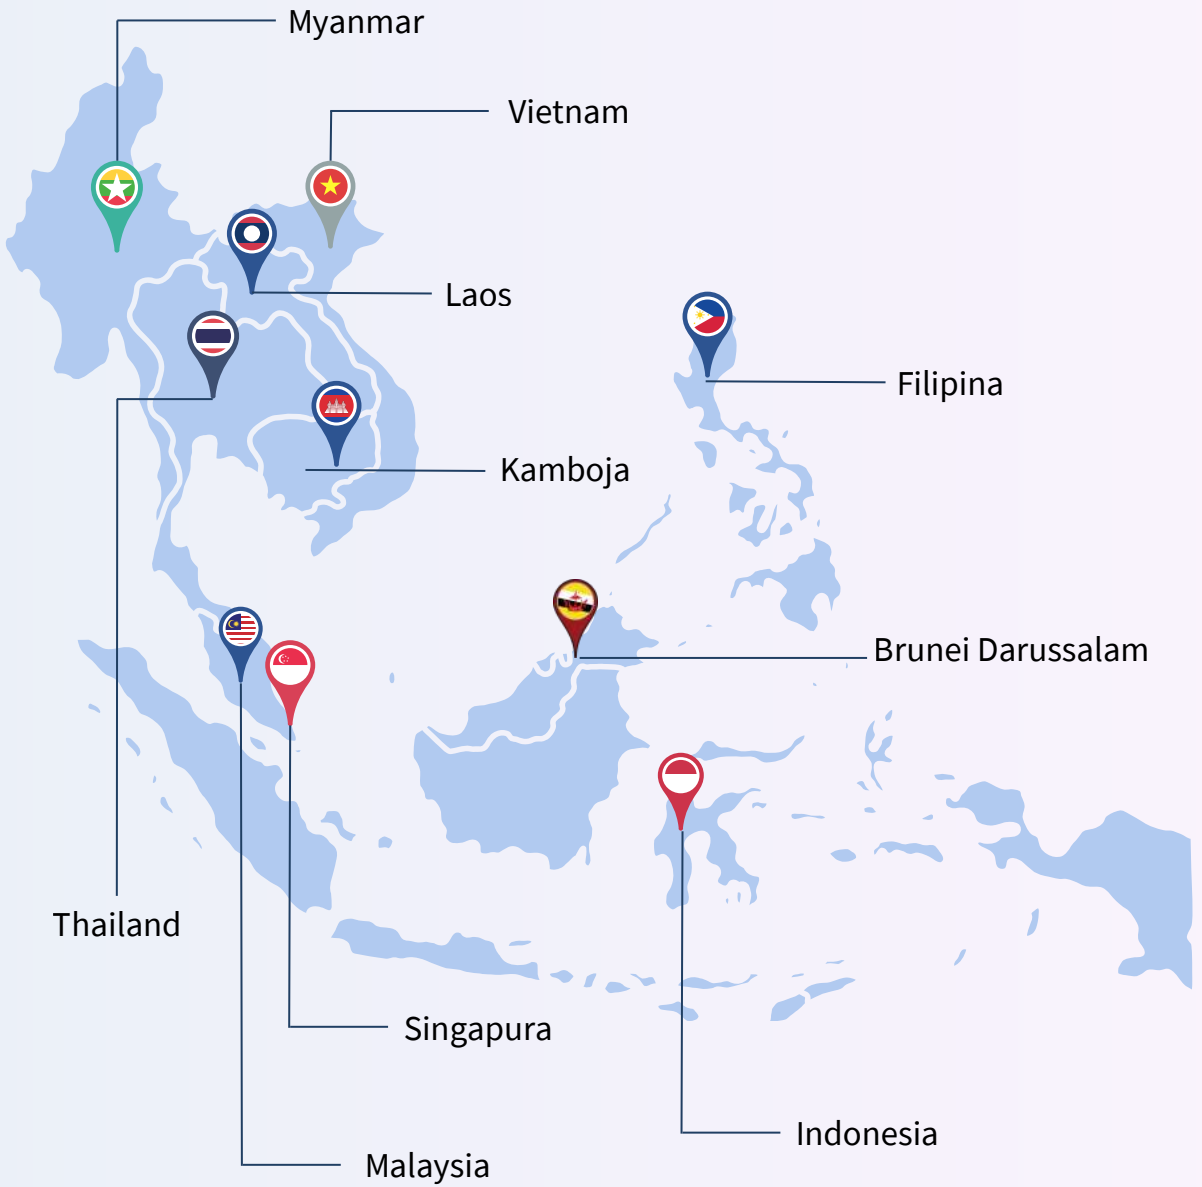 Myanmar
Vietnam
Laos
Filipina
Kamboja
Brunei Darussalam
Thailand
Singapura
Indonesia
Malaysia